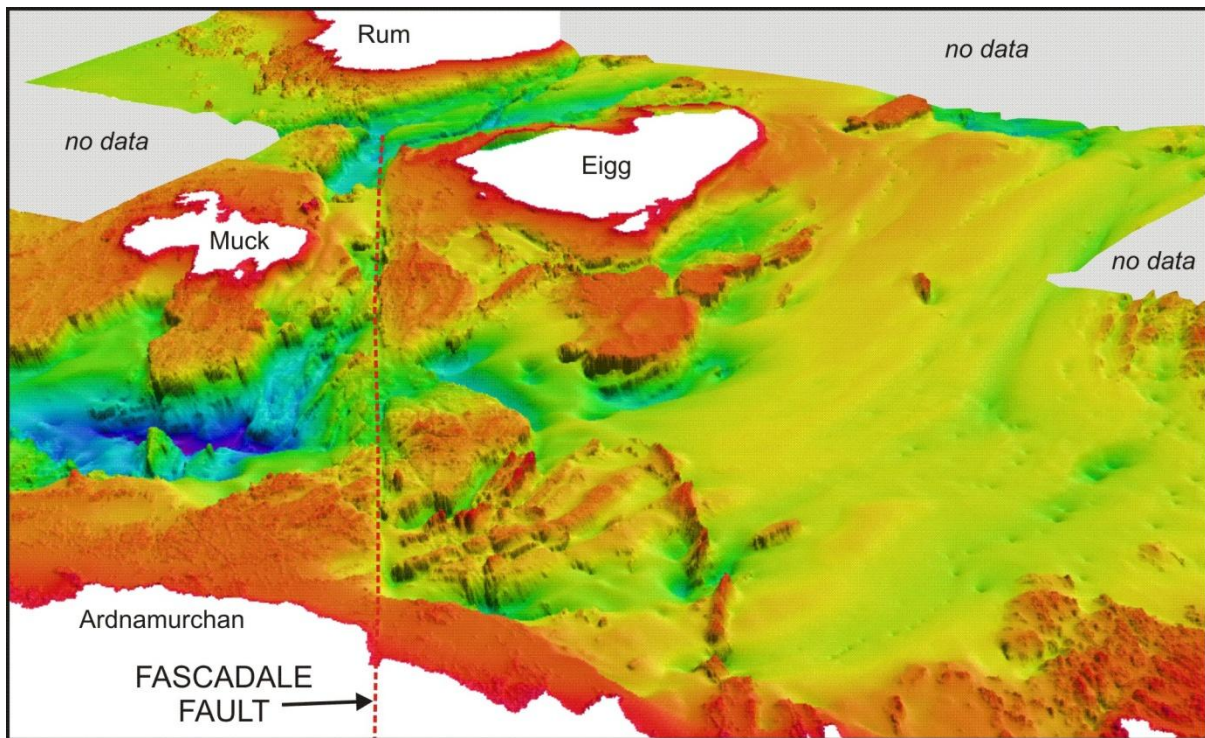 Rum
no data
no data
Eigg
Muck
no data
Ardnamurchan
FASCADALE
FAULT